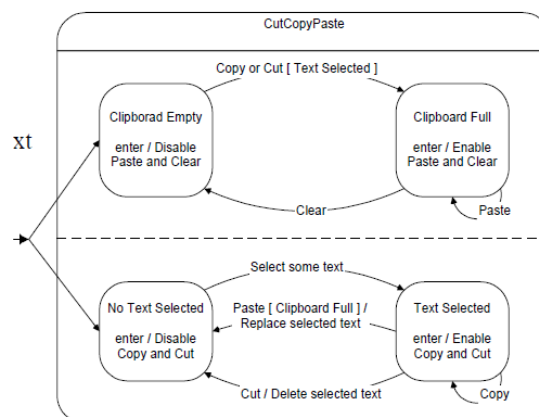 CutCopyPaste
Copy or Cut [ Text Selected ]
Clipborad Empty
enter / Disable
Paste and Clear
Clipboard Full
enter / Enable
Paste and Clear
xt
Clear
Paste
Select some text
No Text Selected
enter / Disable
Copy and Cut
Paste [ Clipboard Full ] /
Replace selected text
Text Selected
enter / Enable
Copy and Cut
Cut / Delete selected text
Copy